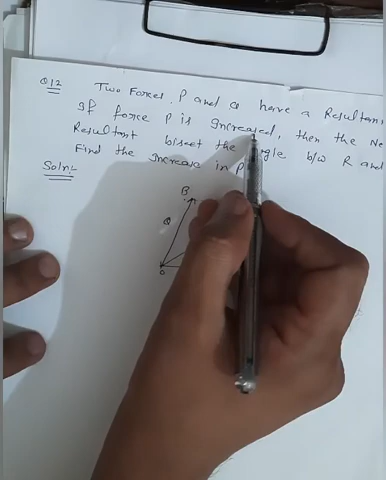 Q12 Two Forces, P and Q have a Resultant
If force P is Increased, then the Ne
Resultant bisect the angle b/w R and
Find the Increase in P
Soln:-
B
Q
O